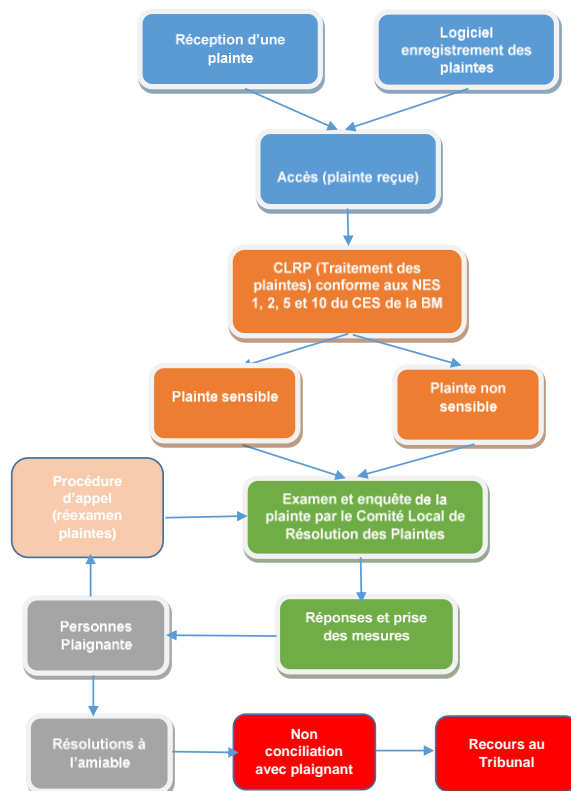 Réception d'une
plainte
Logiciel
enregistrement des
plaintes
Accès (plainte reçue)
CLRP (Traitement des
plaintes) conforme aux NES
1, 2, 5 et 10 du CES de la BM
Plainte sensible
Plainte non
sensible
Procédure
d'appel
(réexamen
plaintes)
Examen et enquête de la
plainte par le Comité Local de
Résolution des Plaintes
Personnes
Plaignante
Réponses et prise
des mesures
Résolutions à
l'amiable
Non
conciliation
avec plaignant
Recours au
Tribunal